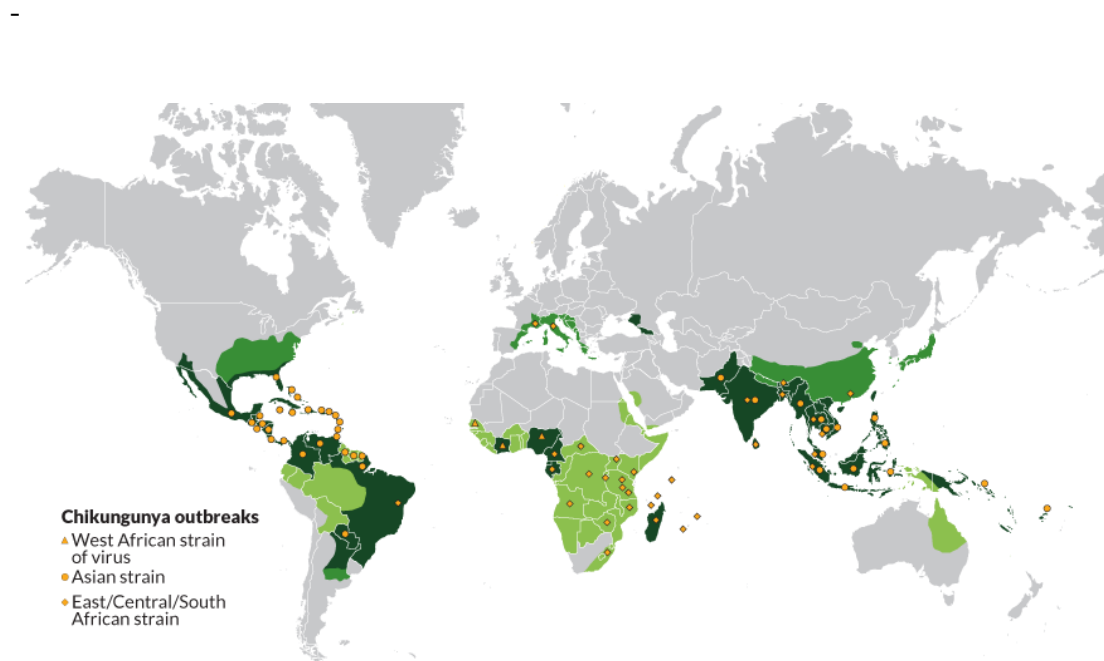 -
Chikungunya outbreaks
West African strain
of virus
Asian strain
East/Central/South
African strain